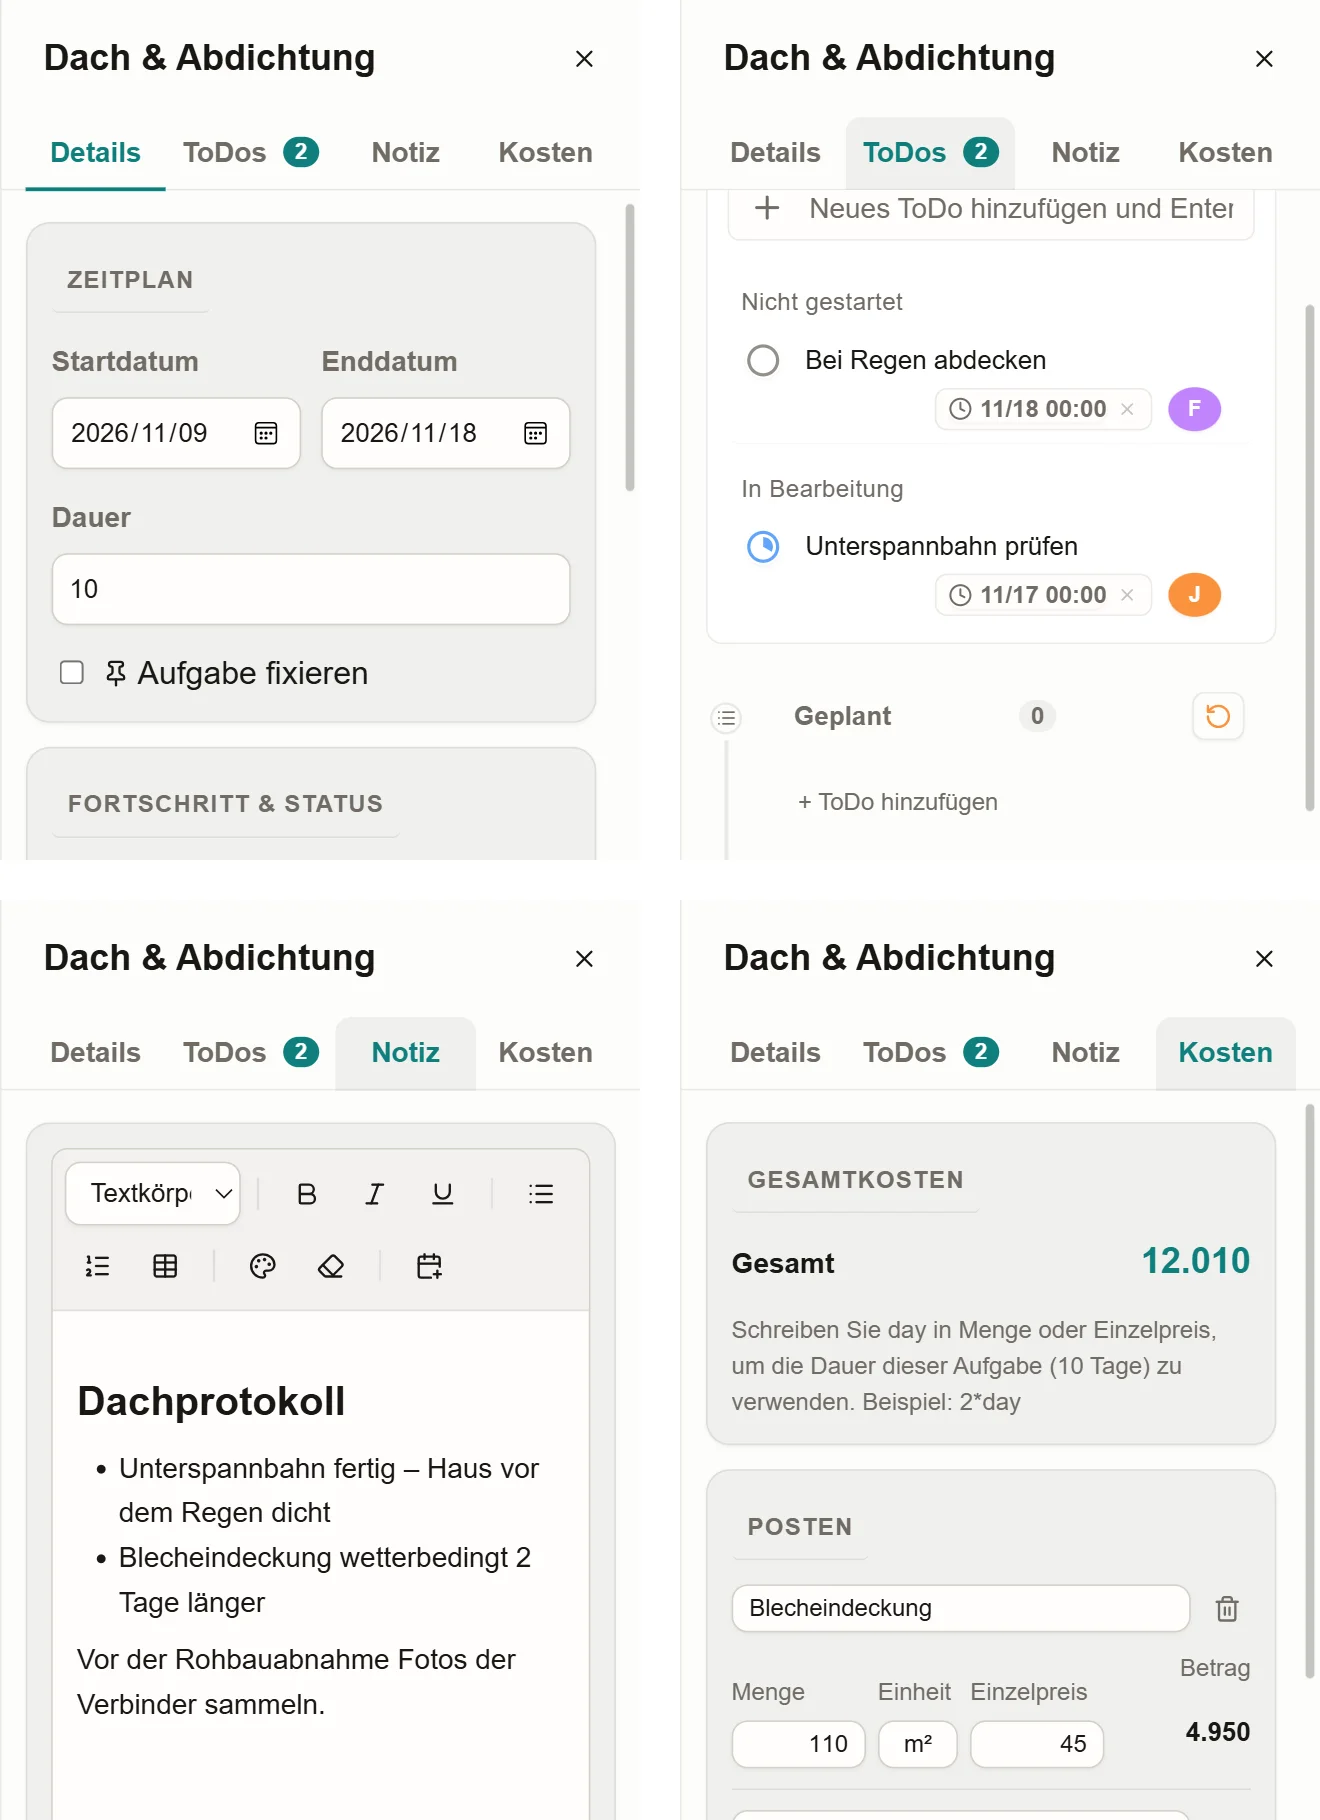 Dach & Abdichtung
Details ToDos 2 Notiz Kosten
ZEITPLAN
Startdatum Enddatum
2026/11/09 2026/11/18
Dauer
10
Aufgabe fixieren
FORTSCHRITT & STATUS
Dach & Abdichtung
Details ToDos 2 Notiz Kosten
Neues ToDo hinzufügen und Enter
Nicht gestartet
Bei Regen abdecken
11/18 00:00 F
In Bearbeitung
Unterspannbahn prüfen
11/17 00:00 J
Geplant 0
+ ToDo hinzufügen
Dach & Abdichtung
Details ToDos 2 Notiz Kosten
Textkörp
B I U
Dachprotokoll
• Unterspannbahn fertig – Haus vor
dem Regen dicht
• Blecheindeckung wetterbedingt 2
Tage länger
Vor der Rohbauabnahme Fotos der
Verbinder sammeln.
Dach & Abdichtung
Details ToDos 2 Notiz Kosten
GESAMTKOSTEN
Gesamt 12.010
Schreiben Sie day in Menge oder Einzelpreis,
um die Dauer dieser Aufgabe (10 Tage) zu
verwenden. Beispiel: 2*day
POSTEN
Blecheindeckung
Menge Einheit Einzelpreis Betrag
110 m² 45 4.950